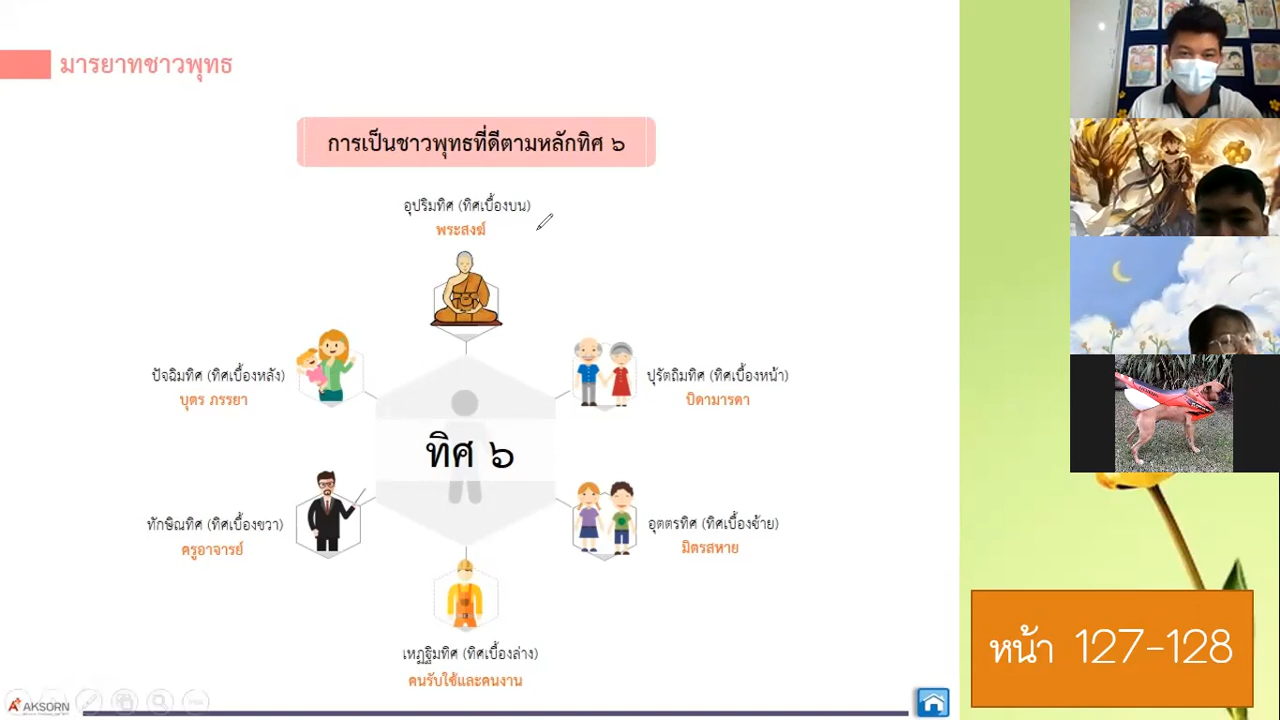 มารยาทชาวพุทธ
การเป็นชาวพุทธที่ดีตามหลักทิศ ๖
อุปริมทิศ (ทิศเบื้องบน)
พระสงฆ์
ปัจฉิมทิศ (ทิศเบื้องหลัง)
บุตร ภรรยา
ปุรัตถิมทิศ (ทิศเบื้องหน้า)
บิดามารดา
ทิศ ๖
ทักษิณทิศ (ทิศเบื้องขวา)
ครูอาจารย์
อุตตรทิศ (ทิศเบื้องซ้าย)
มิตรสหาย
เหฏฐิมทิศ (ทิศเบื้องล่าง)
คนรับใช้และคนงาน
หน้า 127-128
AKSORN